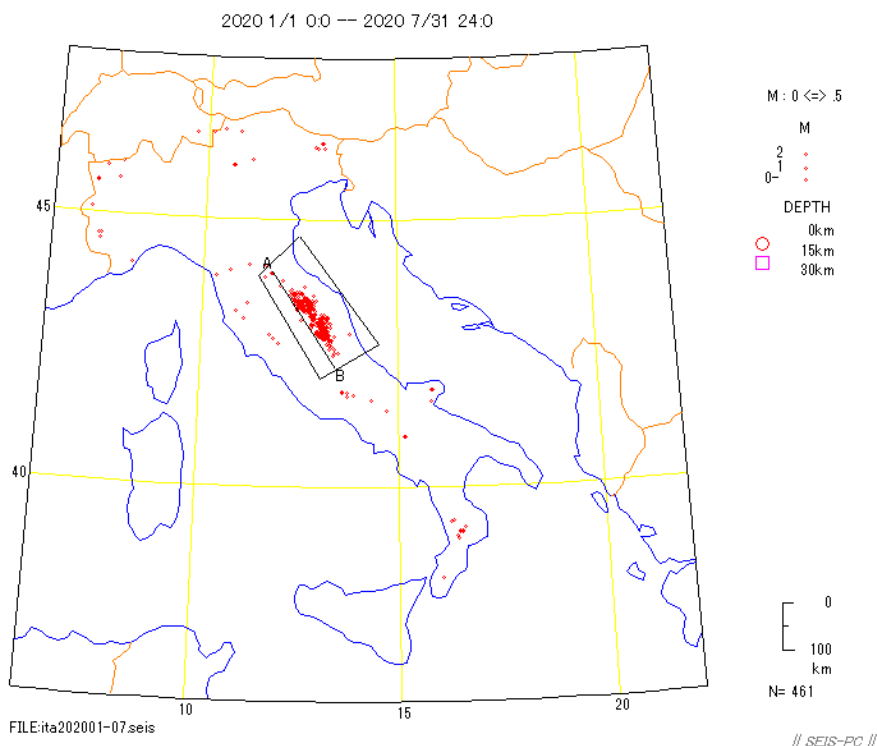 2020 1/1 0:0 -- 2020 7/31 24:0
M : 0 <=> .5
M
2
1
0-
DEPTH
0km
15km
30km
45
A
B
40
0
100
km
N= 461
10
15
20
FILE:ita202001-07.seis
// SEIS-PC //